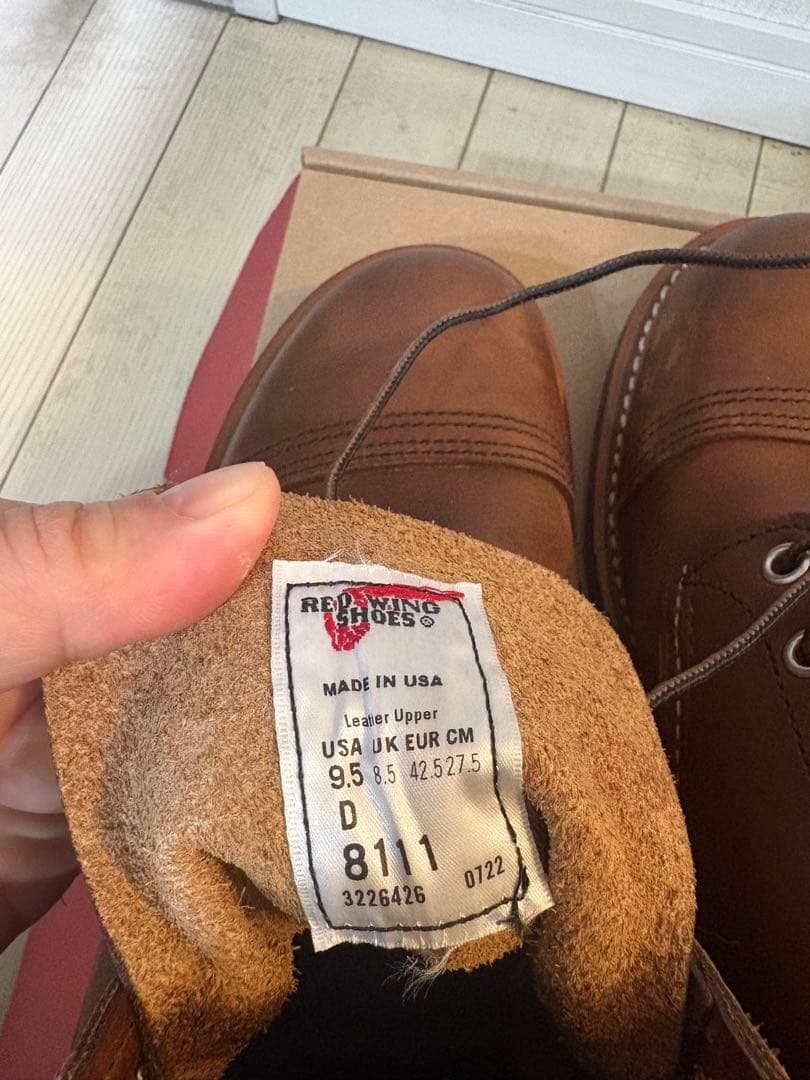 RED WING
SHOES®
MADE IN USA
Leather Upper
USA UK EUR CM
9.5 8.5 42.5 27.5
D
8111
3226426 0722